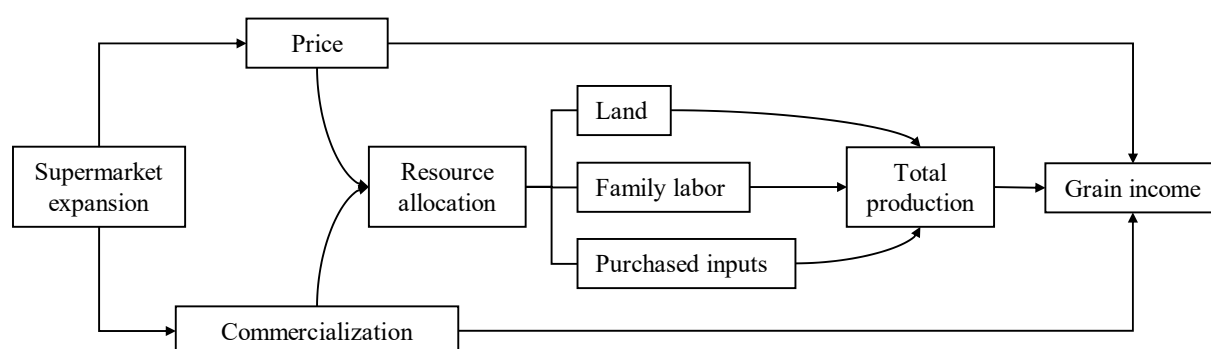 Price
Land
Supermarket
expansion
Resource
allocation
Family labor
Total
production
Grain income
Purchased inputs
Commercialization